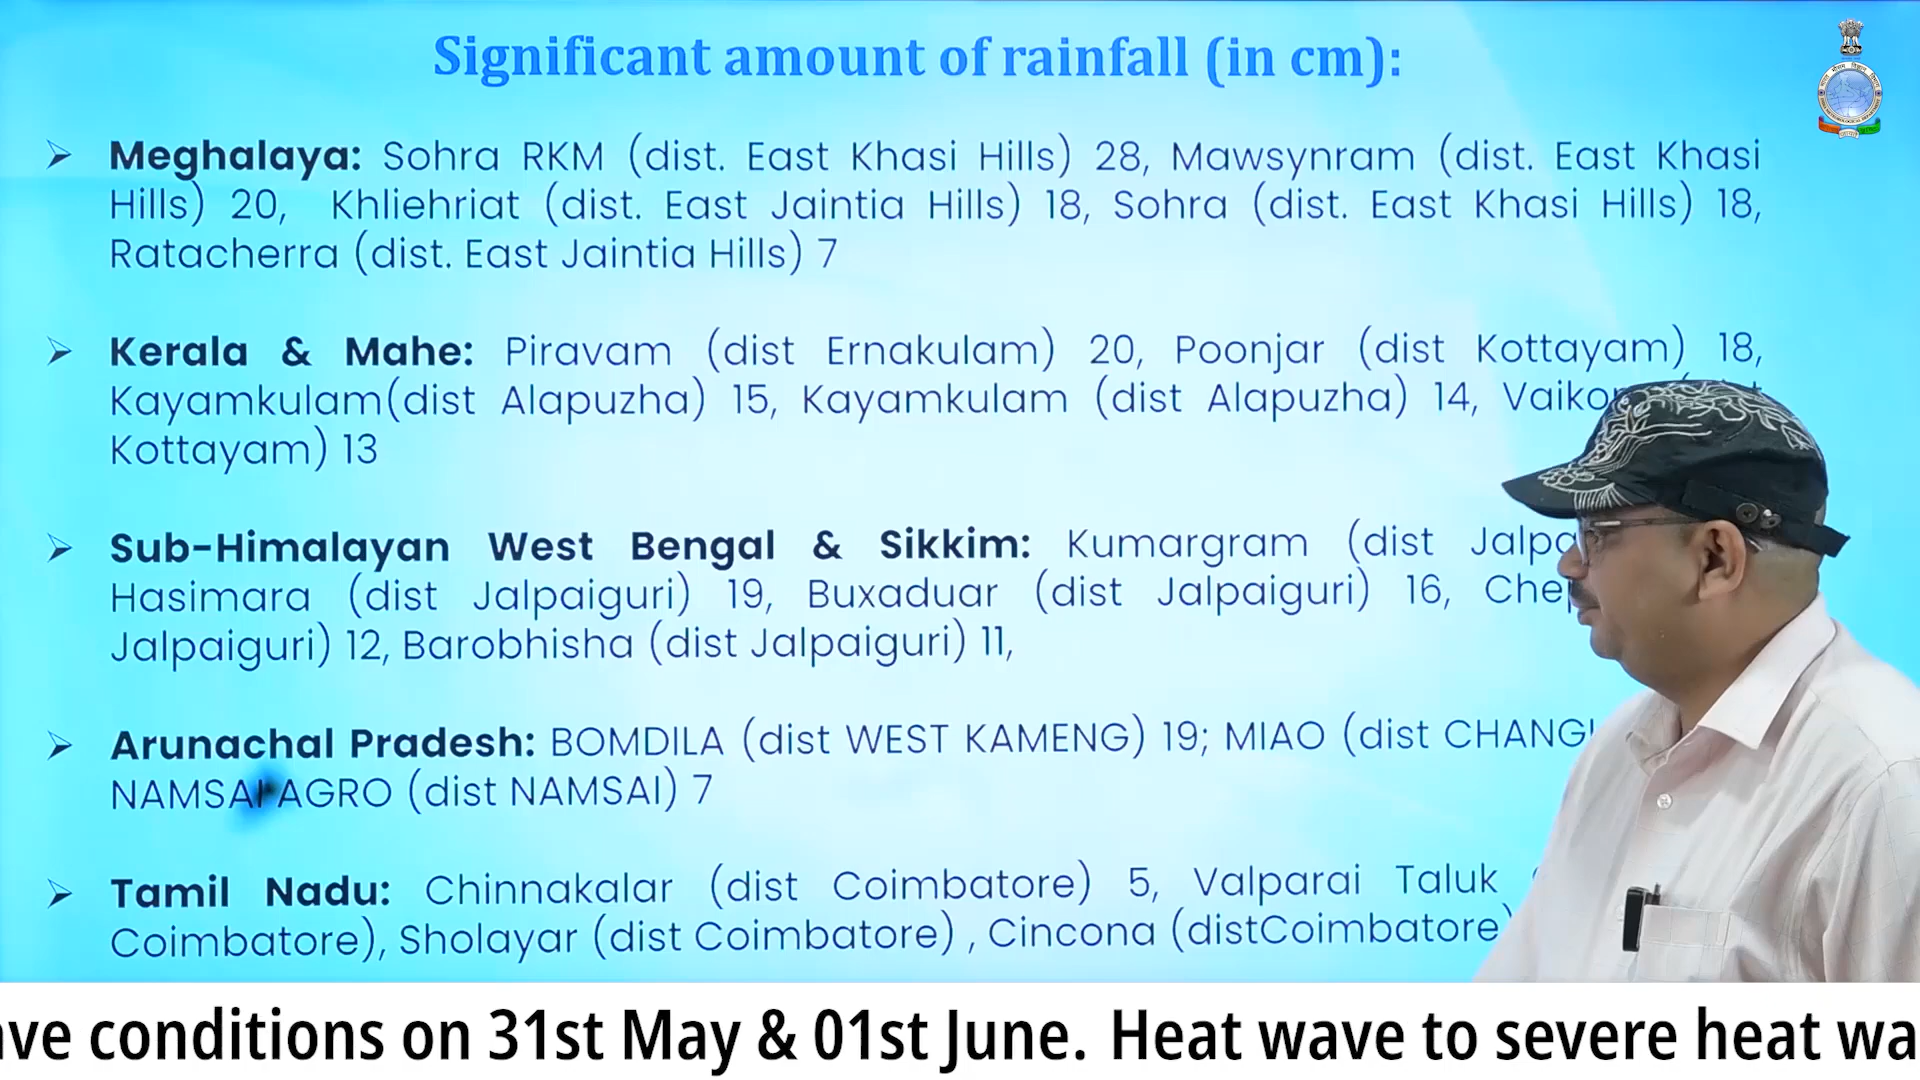 Significant amount of rainfall (in cm):
➢ Meghalaya: Sohra RKM (dist. East Khasi Hills) 28, Mawsynram (dist. East Khasi
Hills) 20, Khliehriat (dist. East Jaintia Hills) 18, Sohra (dist. East Khasi Hills) 18,
Ratacherra (dist. East Jaintia Hills) 7
➢ Kerala & Mahe: Piravam (dist Ernakulam) 20, Poonjar (dist Kottayam) 18,
Kayamkulam(dist Alapuzha) 15, Kayamkulam (dist Alapuzha) 14,
Kottayam) 13
➢ Sub-Himalayan West Bengal & Sikkim: Kumargram (dist
Hasimara (dist Jalpaiguri) 19, Buxaduar (dist Jalpaiguri) 16,
Jalpaiguri) 12, Barobhisha (dist Jalpaiguri) 11,
➢ Arunachal Pradesh: BOMDILA (dist WEST KAMENG) 19; MIAO (dist
NAMSAI AGRO (dist NAMSAI) 7
➢ Tamil Nadu: Chinnakalar (dist Coimbatore) 5, Valparai Taluk
Coimbatore), Sholayar (dist Coimbatore) , Cincona (distCoimbatore
ave conditions on 31st May & 01st June. Heat wave to severe heat wa